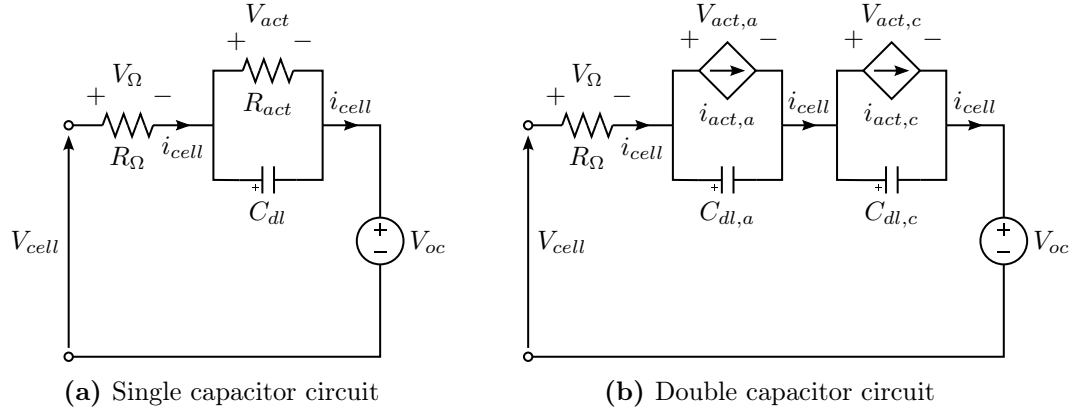 V_act
+ −
V_Ω
+ −
R_act
i_cell
i_cell
R_Ω
+
C_dl
V_cell
+
−
V_oc
(a) Single capacitor circuit
V_act,a
+ −
V_act,c
+ −
V_Ω
+ −
i_act,a
i_cell
i_act,c
i_cell
i_cell
R_Ω
+
C_dl,a
+
C_dl,c
V_cell
+
−
V_oc
(b) Double capacitor circuit